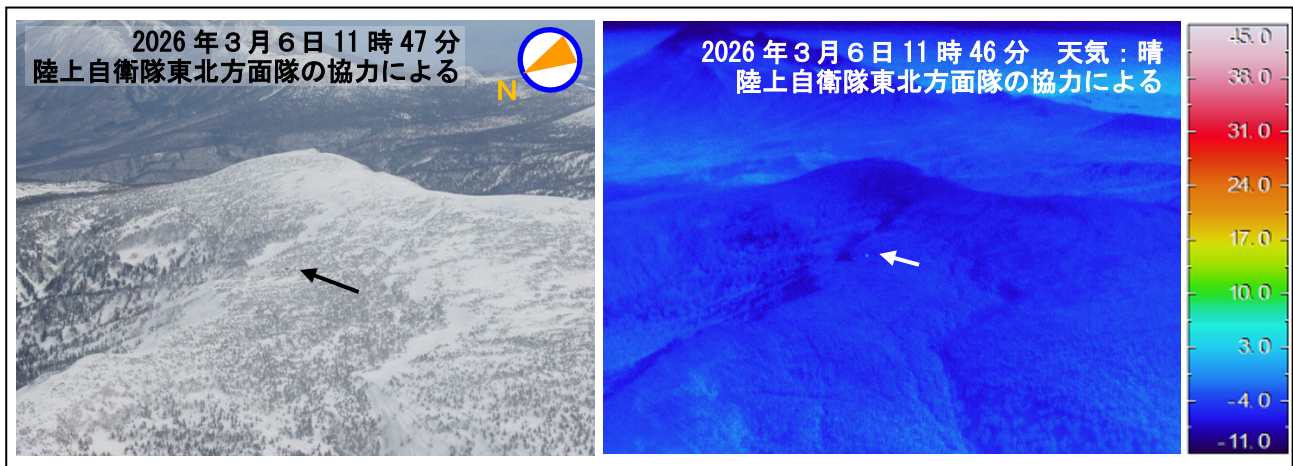 2026年３月６日11時47分
陸上自衛隊東北方面隊の協力による
N
2026年３月６日11時46分　天気：晴
陸上自衛隊東北方面隊の協力による
45.0
38.0
31.0
24.0
17.0
10.0
3.0
-4.0
-11.0